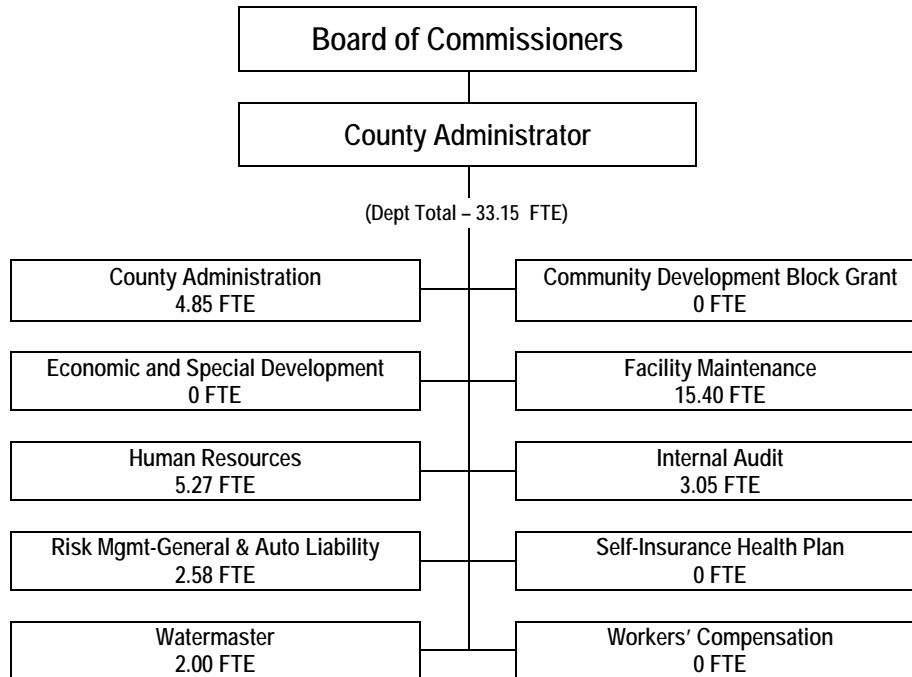 Board of Commissioners
County Administrator
(Dept Total – 33.15 FTE)
County Administration
4.85 FTE
Community Development Block Grant
0 FTE
Economic and Special Development
0 FTE
Facility Maintenance
15.40 FTE
Human Resources
5.27 FTE
Internal Audit
3.05 FTE
Risk Mgmt-General & Auto Liability
2.58 FTE
Self-Insurance Health Plan
0 FTE
Watermaster
2.00 FTE
Workers’ Compensation
0 FTE